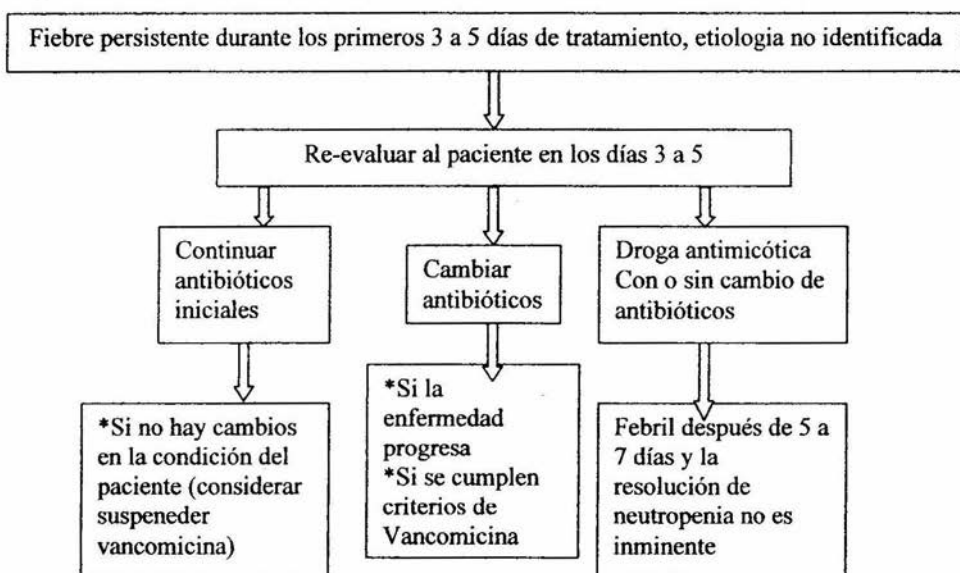 Fiebre persistente durante los primeros 3 a 5 días de tratamiento, etiologia no identificada
Re-evaluar al paciente en los días 3 a 5
Continuar
antibióticos
iniciales
Cambiar
antibióticos
Droga antimicótica
Con o sin cambio de
antibióticos
*Si no hay cambios
en la condición del
paciente (considerar
suspeneder
vancomicina)
*Si la
enfermedad
progresa
*Si se cumplen
criterios de
Vancomicina
Febril después de 5 a
7 días y la
resolución de
neutropenia no es
inminente